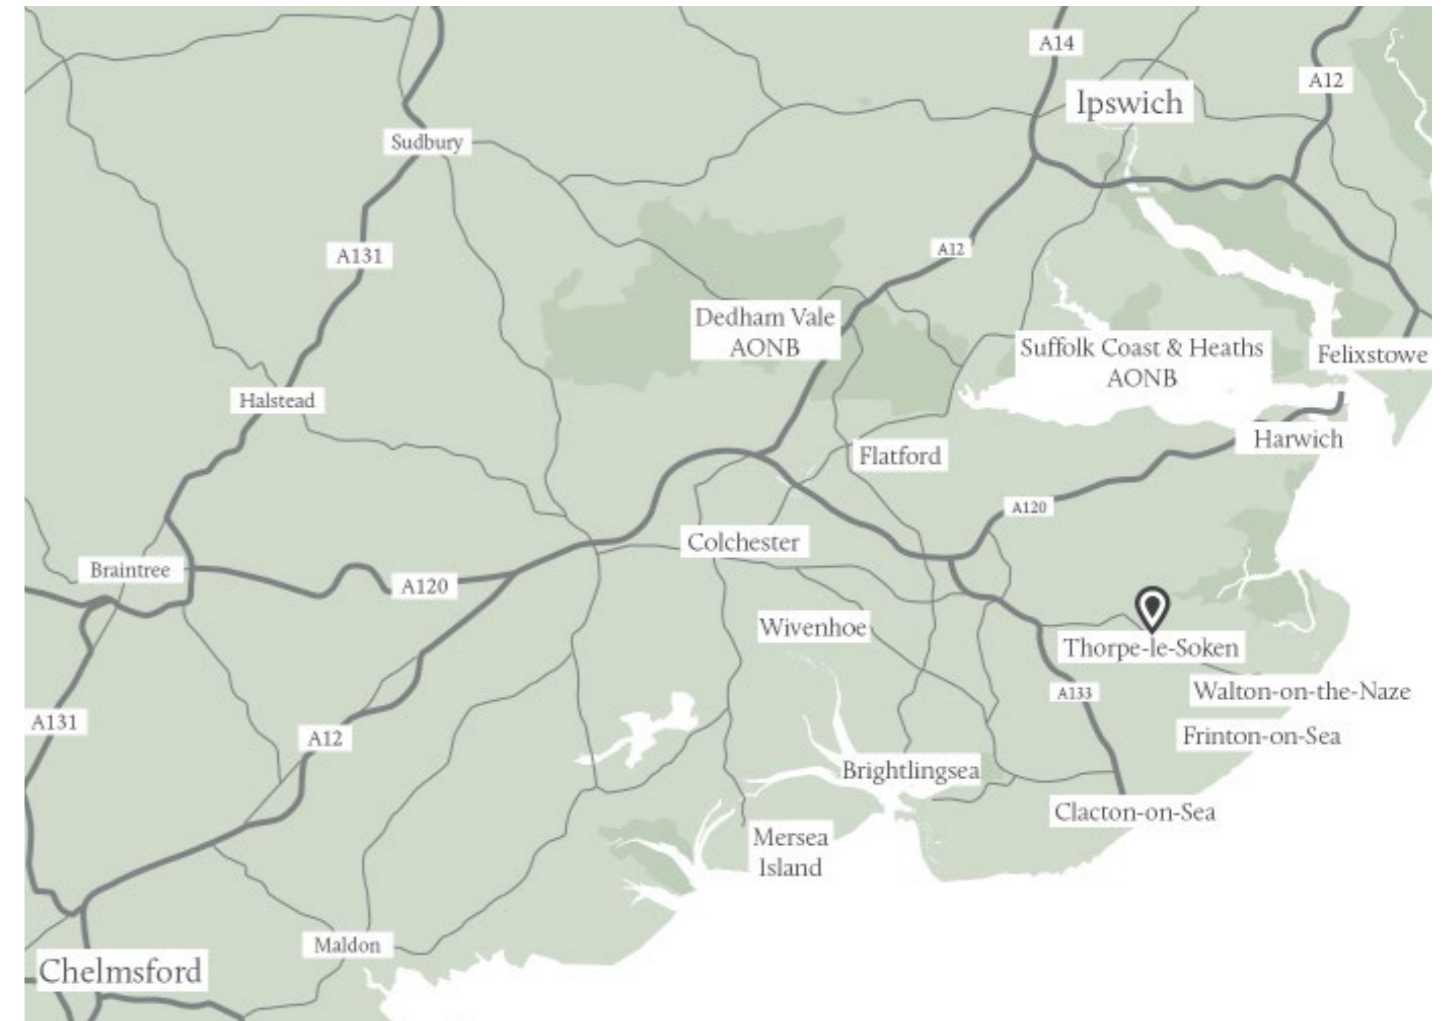 A14
A12
Ipswich
Sudbury
A131
A12
Dedham Vale
AONB
Suffolk Coast & Heaths
AONB
Felixstowe
Halstead
Harwich
Flatford
A120
Colchester
Braintree
A120
Wivenhoe
Thorpe-le-Soken
A133
Walton-on-the-Naze
A131
A12
Frinton-on-Sea
Brightlingsea
Clacton-on-Sea
Mersea
Island
Maldon
Chelmsford